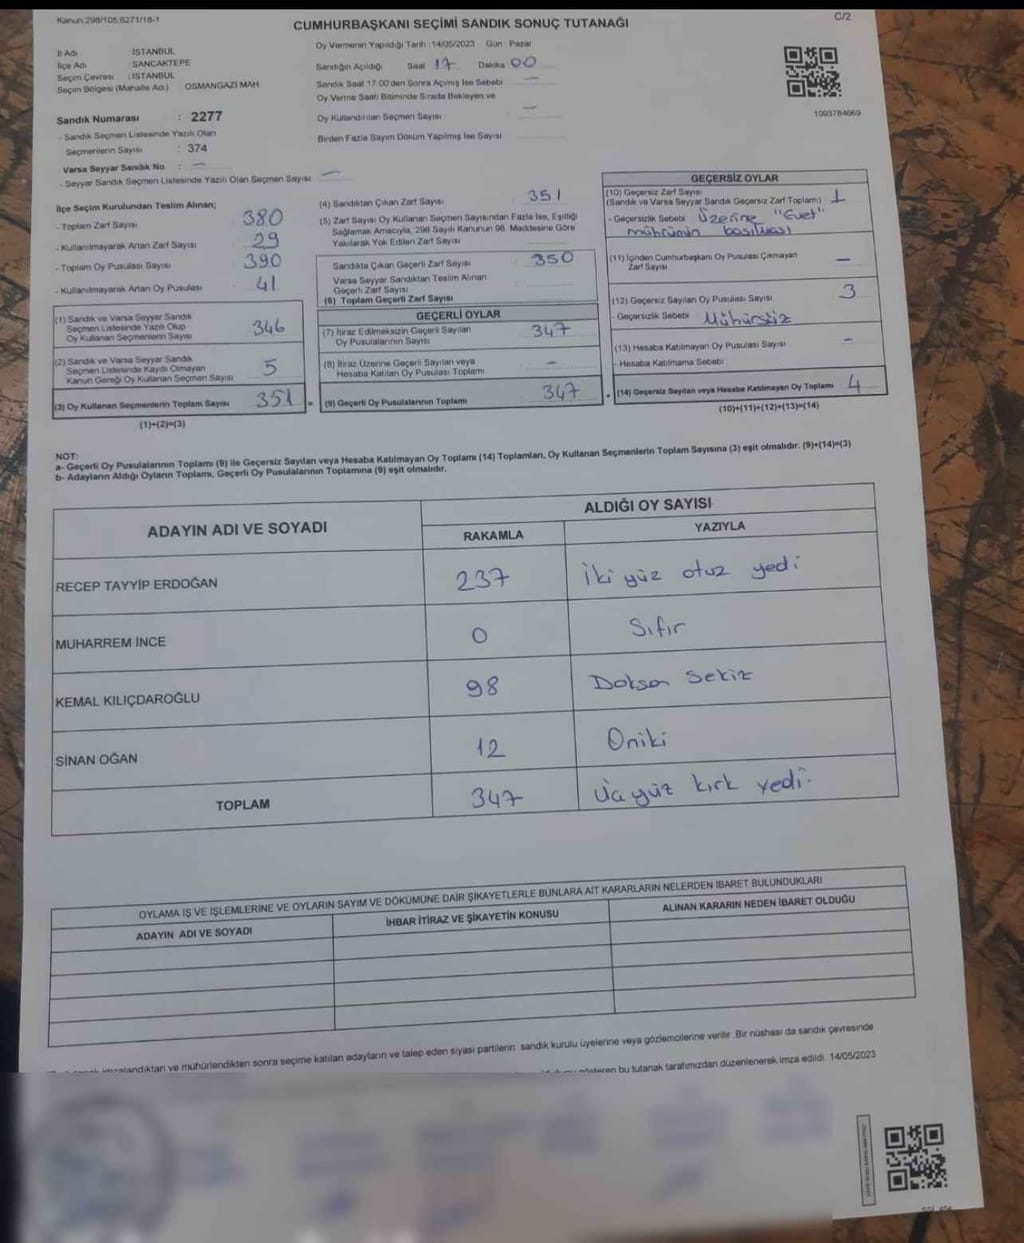 Kanun.298/105,6271/18-1
C/2
CUMHURBAŞKANI SEÇİMİ SANDIK SONUÇ TUTANAĞI
İl Adı : İSTANBUL
İlçe Adı : SANCAKTEPE
Seçim Çevresi : İSTANBUL
Seçim Bölgesi (Mahalle Adı) OSMANGAZİ MAH.
Sandık Numarası : 2277
- Sandık Seçmen Listesinde Yazılı Olan
Seçmenlerin Sayısı : 374
Varsa Seyyar Sandık No : —
- Seyyar Sandık Seçmen Listesinde Yazılı Olan Seçmen Sayısı —
Oy Vermenin Yapıldığı Tarih : 14/05/2023 Gün : Pazar
Sandığın Açıldığı Saat 17 Dakika 00
Sandık Saat 17.00'den Sonra Açmış İse Sebebi —
Oy Verme Saati Bitiminde Sırada Bekleyen ve
Oy Kullandırılan Seçmen Sayısı —
Birden Fazla Sayım Döküm Yapılmış İse Sayısı
1093784669
İlçe Seçim Kurulundan Teslim Alınan;
- Toplam Zarf Sayısı 380
- Kullanılmayarak Artan Zarf Sayısı 29
- Toplam Oy Pusulası Sayısı 390
- Kullanılmayarak Artan Oy Pusulası 41
(1) Sandık ve Varsa Seyyar Sandık
Seçmen Listesinde Yazılı Olup
Oy Kullanan Seçmenlerin Sayısı 346
(2) Sandık ve Varsa Seyyar Sandık
Seçmen Listesinde Kayıtlı Olmayan
Kanun Gereği Oy Kullanan Seçmen Sayısı 5
(3) Oy Kullanan Seçmenlerin Toplam Sayısı 351 =
(1)+(2)=(3)
(4) Sandıktan Çıkan Zarf Sayısı 351
(5) Zarf Sayısı Oy Kullanan Seçmen Sayısından Fazla İse, Eşitliği
Sağlamak Amacıyla, 298 Sayılı Kanunun 98. Maddesine Göre
Yakılarak Yok Edilen Zarf Sayısı
Sandıkta Çıkan Geçerli Zarf Sayısı 350
Varsa Seyyar Sandıktan Teslim Alınan
Geçerli Zarf Sayısı
(6) Toplam Geçerli Zarf Sayısı
GEÇERLİ OYLAR
(7) İtiraz Edilmeksizin Geçerli Sayılan
Oy Pusulalarının Sayısı 347
(8) İtiraz Üzerine Geçerli Sayılan veya
Hesaba Katılan Oy Pusulası Toplamı —
(9) Geçerli Oy Pusulalarının Toplamı 347 +
GEÇERSİZ OYLAR
(10) Geçersiz Zarf Sayısı
(Sandık ve Varsa Seyyar Sandık Geçersiz Zarf Toplamı) 1
- Geçersizlik Sebebi Üzerine "Evet"
mührünün basılması
(11) İçinden Cumhurbaşkanı Oy Pusulası Çıkmayan
Zarf Sayısı —
(12) Geçersiz Sayılan Oy Pusulası Sayısı 3
- Geçersizlik Sebebi Mühürsüz
(13) Hesaba Katılmayan Oy Pusulası Sayısı —
- Hesaba Katılmama Sebebi
(14) Geçersiz Sayılan veya Hesaba Katılmayan Oy Toplamı 4
(10)+(11)+(12)+(13)=(14)
NOT:
a- Geçerli Oy Pusulalarının Toplamı (9) ile Geçersiz Sayılan veya Hesaba Katılmayan Oy Toplamı (14) Toplamları, Oy Kullanan Seçmenlerin Toplam Sayısına (3) eşit olmalıdır. (9)+(14)=(3)
b- Adayların Aldığı Oyların Toplamı, Geçerli Oy Pusulalarının Toplamına (9) eşit olmalıdır.
ADAYIN ADI VE SOYADI ALDIĞI OY SAYISI
RAKAMLA YAZIYLA
RECEP TAYYİP ERDOĞAN 237 İki yüz otuz yedi
MUHARREM İNCE 0 Sıfır
KEMAL KILIÇDAROĞLU 98 Doksan Sekiz
SİNAN OĞAN 12 Oniki
TOPLAM 347 Üç yüz kırk yedi
OYLAMA İŞ VE İŞLEMLERİNE VE OYLARIN SAYIM VE DÖKÜMÜNE DAİR ŞİKAYETLERLE BUNLARA AİT KARARLARIN NELERDEN İBARET BULUNDUKLARI
ADAYIN ADI VE SOYADI İHBAR İTİRAZ VE ŞİKAYETİN KONUSU ALINAN KARARIN NEDEN İBARET OLDUĞU
imzalandıktan ve mühürlendikten sonra seçime katılan adayların ve talep eden siyasi partilerin sandık kurulu üyelerine veya gözlemcilerine verilir. Bir nüshası da sandık çevresinde
gösteren bu tutanak tarafımızdan düzenlenerek imza edildi. 14/05/2023